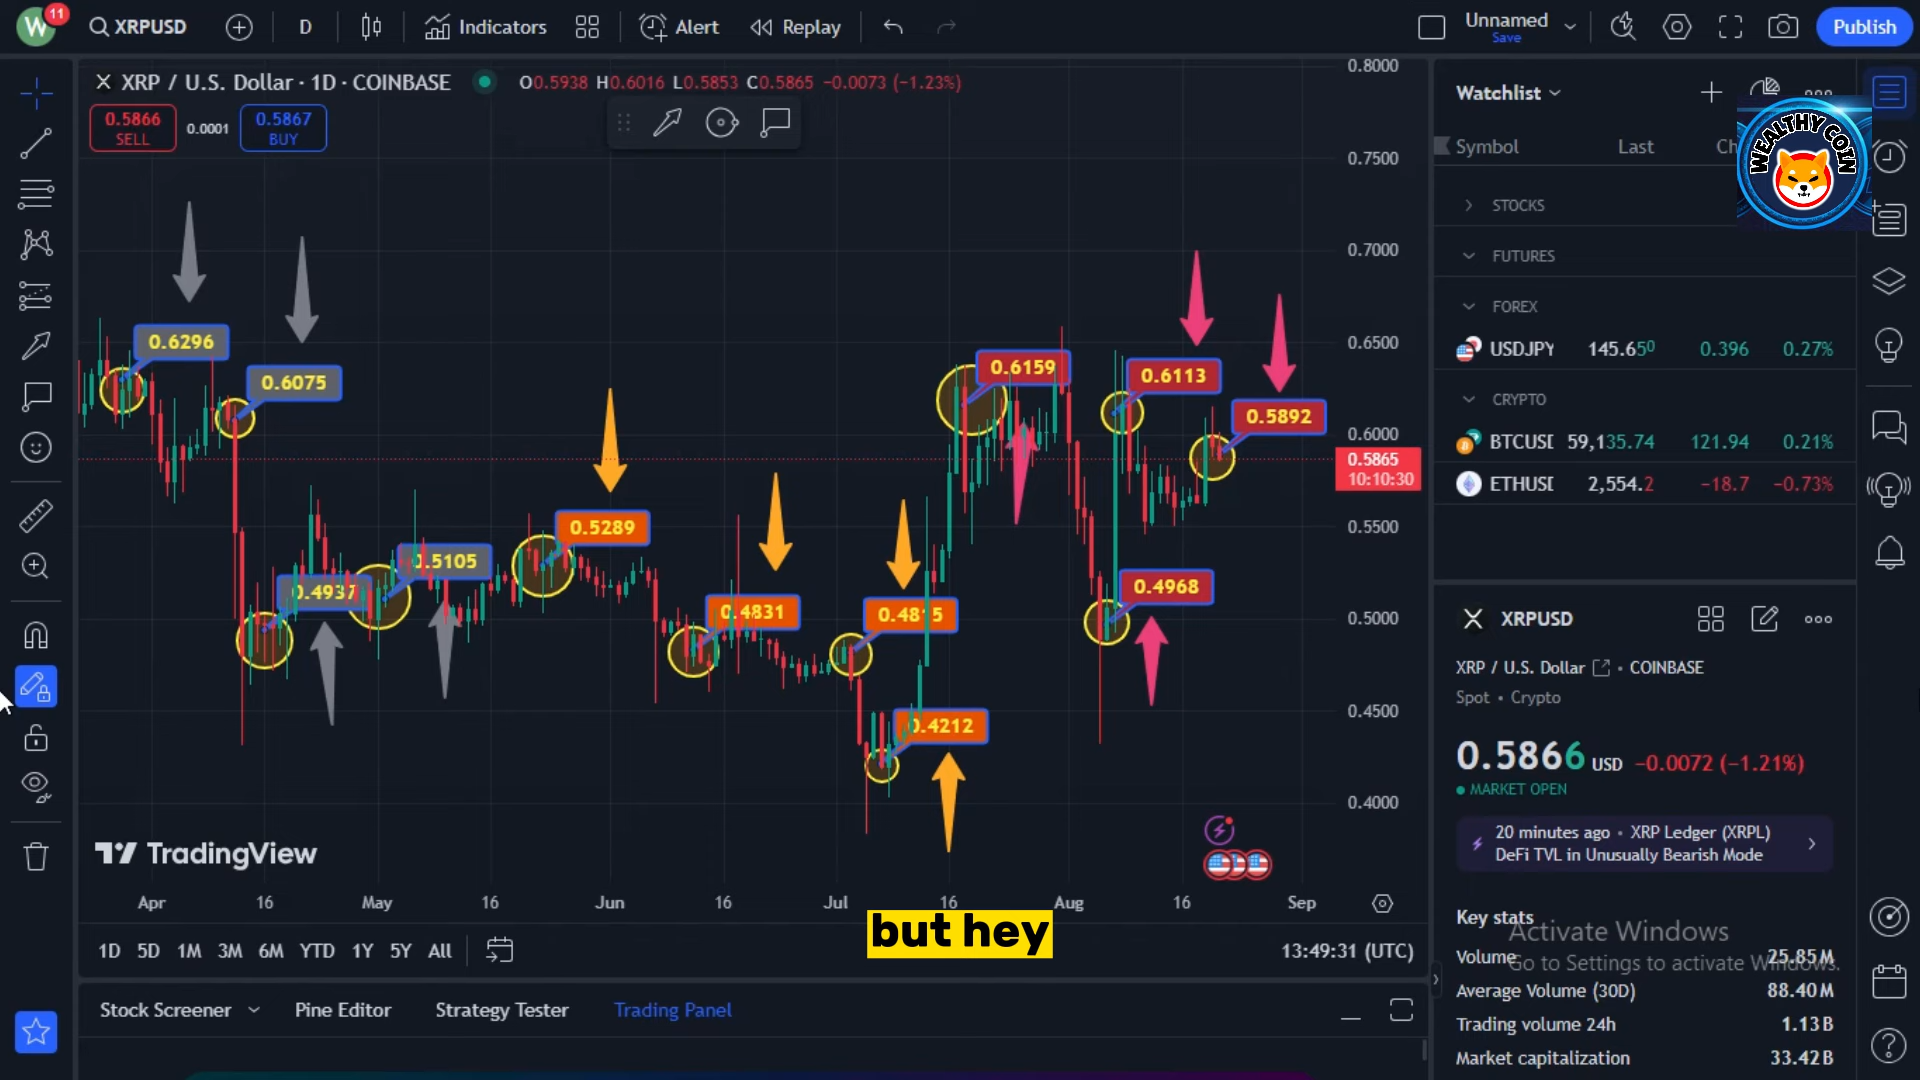 W
11
XRPUSD
D
Indicators
Alert
Replay
Unnamed
Save
Publish
XRP / U.S. Dollar · 1D · COINBASE
O0.5938 H0.6016 L0.5853 C0.5865 −0.0073 (−1.23%)
0.5866
SELL
0.0001
0.5867
BUY
0.8000
0.7500
0.7000
0.6500
0.6000
0.5865
10:10:30
0.5500
0.5000
0.4500
0.4000
0.6296
0.6075
0.4937
0.5105
0.5289
0.4831
0.4815
0.4212
0.6159
0.6113
0.5892
0.4968
TradingView
Apr 16 May 16 Jun 16 Jul 16 Aug 16 Sep
but hey
1D 5D 1M 3M 6M YTD 1Y 5Y All
13:49:31 (UTC)
Stock Screener
Pine Editor
Strategy Tester
Trading Panel
Watchlist
WEALTHY COIN
Symbol Last
STOCKS
FUTURES
FOREX
USDJPY 145.650 0.396 0.27%
CRYPTO
BTCUSD 59,135.74 121.94 0.21%
ETHUSD 2,554.2 −18.7 −0.73%
XRPUSD
XRP / U.S. Dollar • COINBASE
Spot • Crypto
0.5866 USD −0.0072 (−1.21%)
MARKET OPEN
20 minutes ago • XRP Ledger (XRPL)
DeFi TVL in Unusually Bearish Mode
Key stats
Activate Windows
Go to Settings to activate Windows.
Volume 25.85M
Average Volume (30D) 88.40M
Trading volume 24h 1.13B
Market capitalization 33.42B